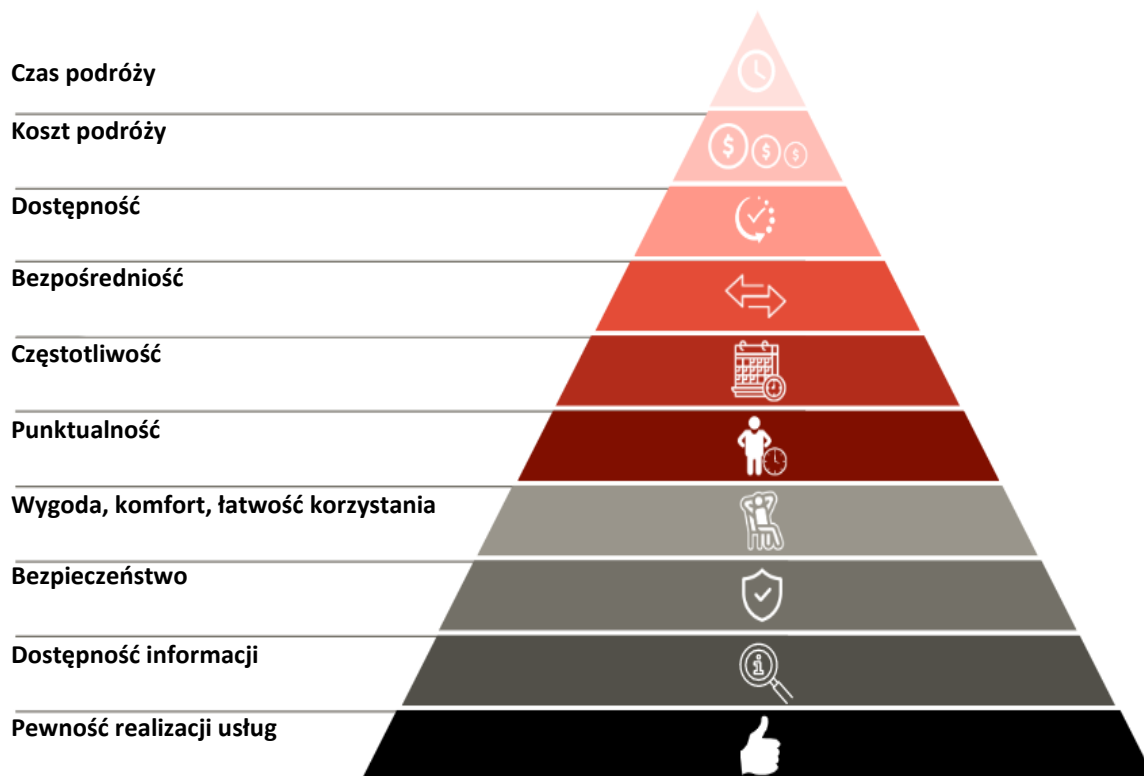 Czas podróży
Koszt podróży
Dostępność
Bezpośredniość
Częstotliwość
Punktualność
Wygoda, komfort, łatwość korzystania
Bezpieczeństwo
Dostępność informacji
Pewność realizacji usług